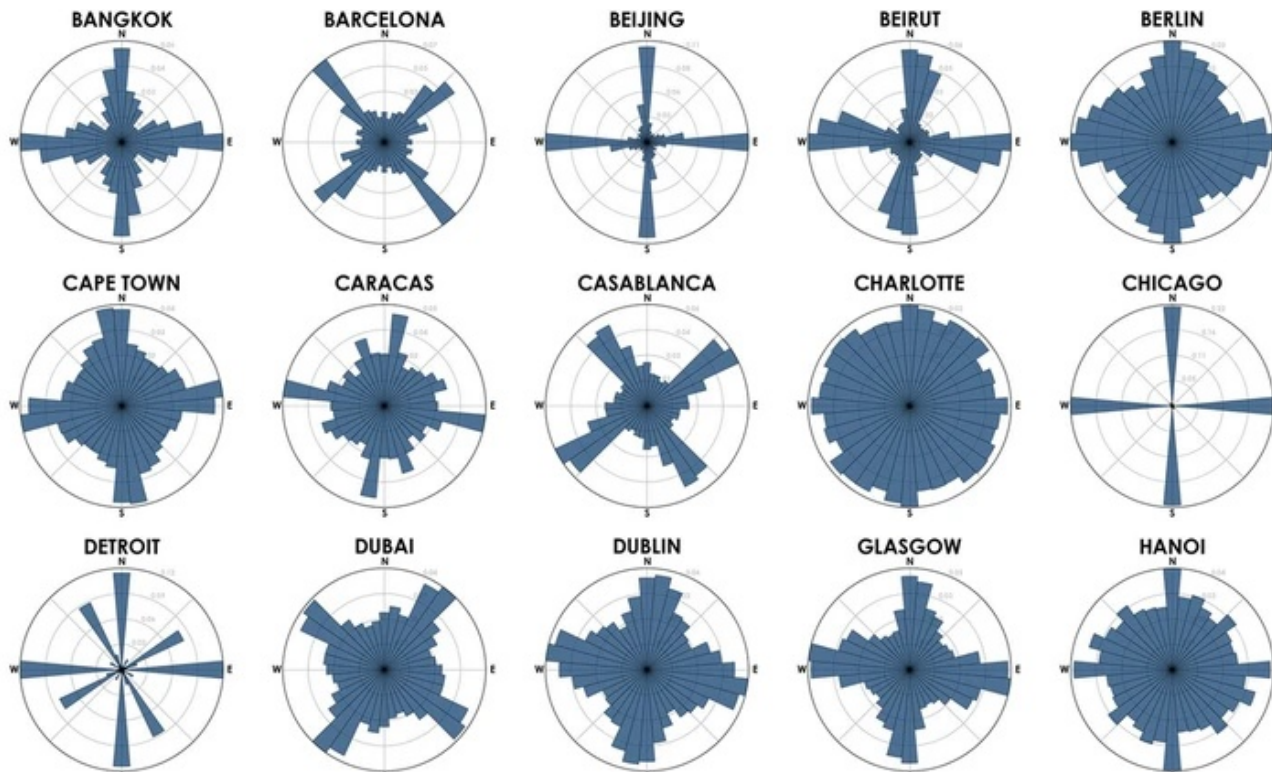 BANGKOK BARCELONA BEIJING BEIRUT BERLIN
N N N N N
W E W E W E W E W E
S S S S S
CAPE TOWN CARACAS CASABLANCA CHARLOTTE CHICAGO
N N N N N
W E W E W E W E W E
S S S S S
DETROIT DUBAI DUBLIN GLASGOW HANOI
N N N N N
W E W E W E W E W E